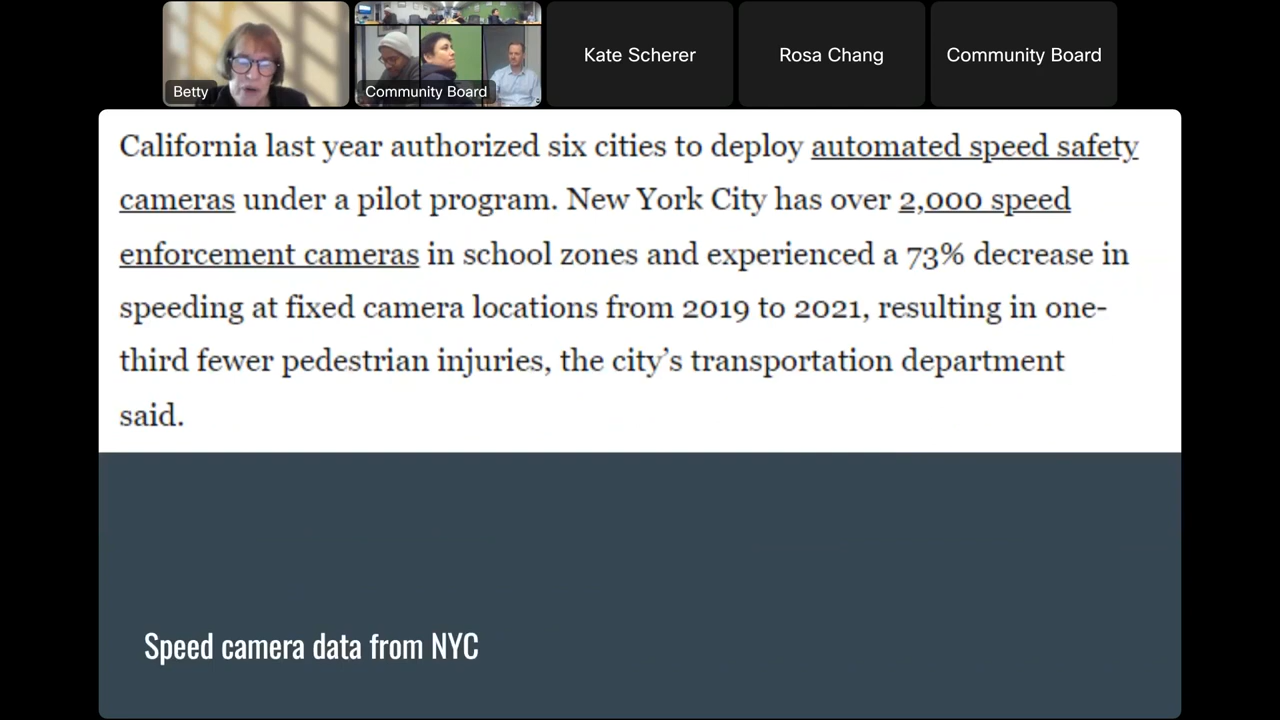 Betty
Community Board
Kate Scherer
Rosa Chang
Community Board
California last year authorized six cities to deploy automated speed safety
cameras under a pilot program. New York City has over 2,000 speed
enforcement cameras in school zones and experienced a 73% decrease in
speeding at fixed camera locations from 2019 to 2021, resulting in one-
third fewer pedestrian injuries, the city’s transportation department
said.
Speed camera data from NYC